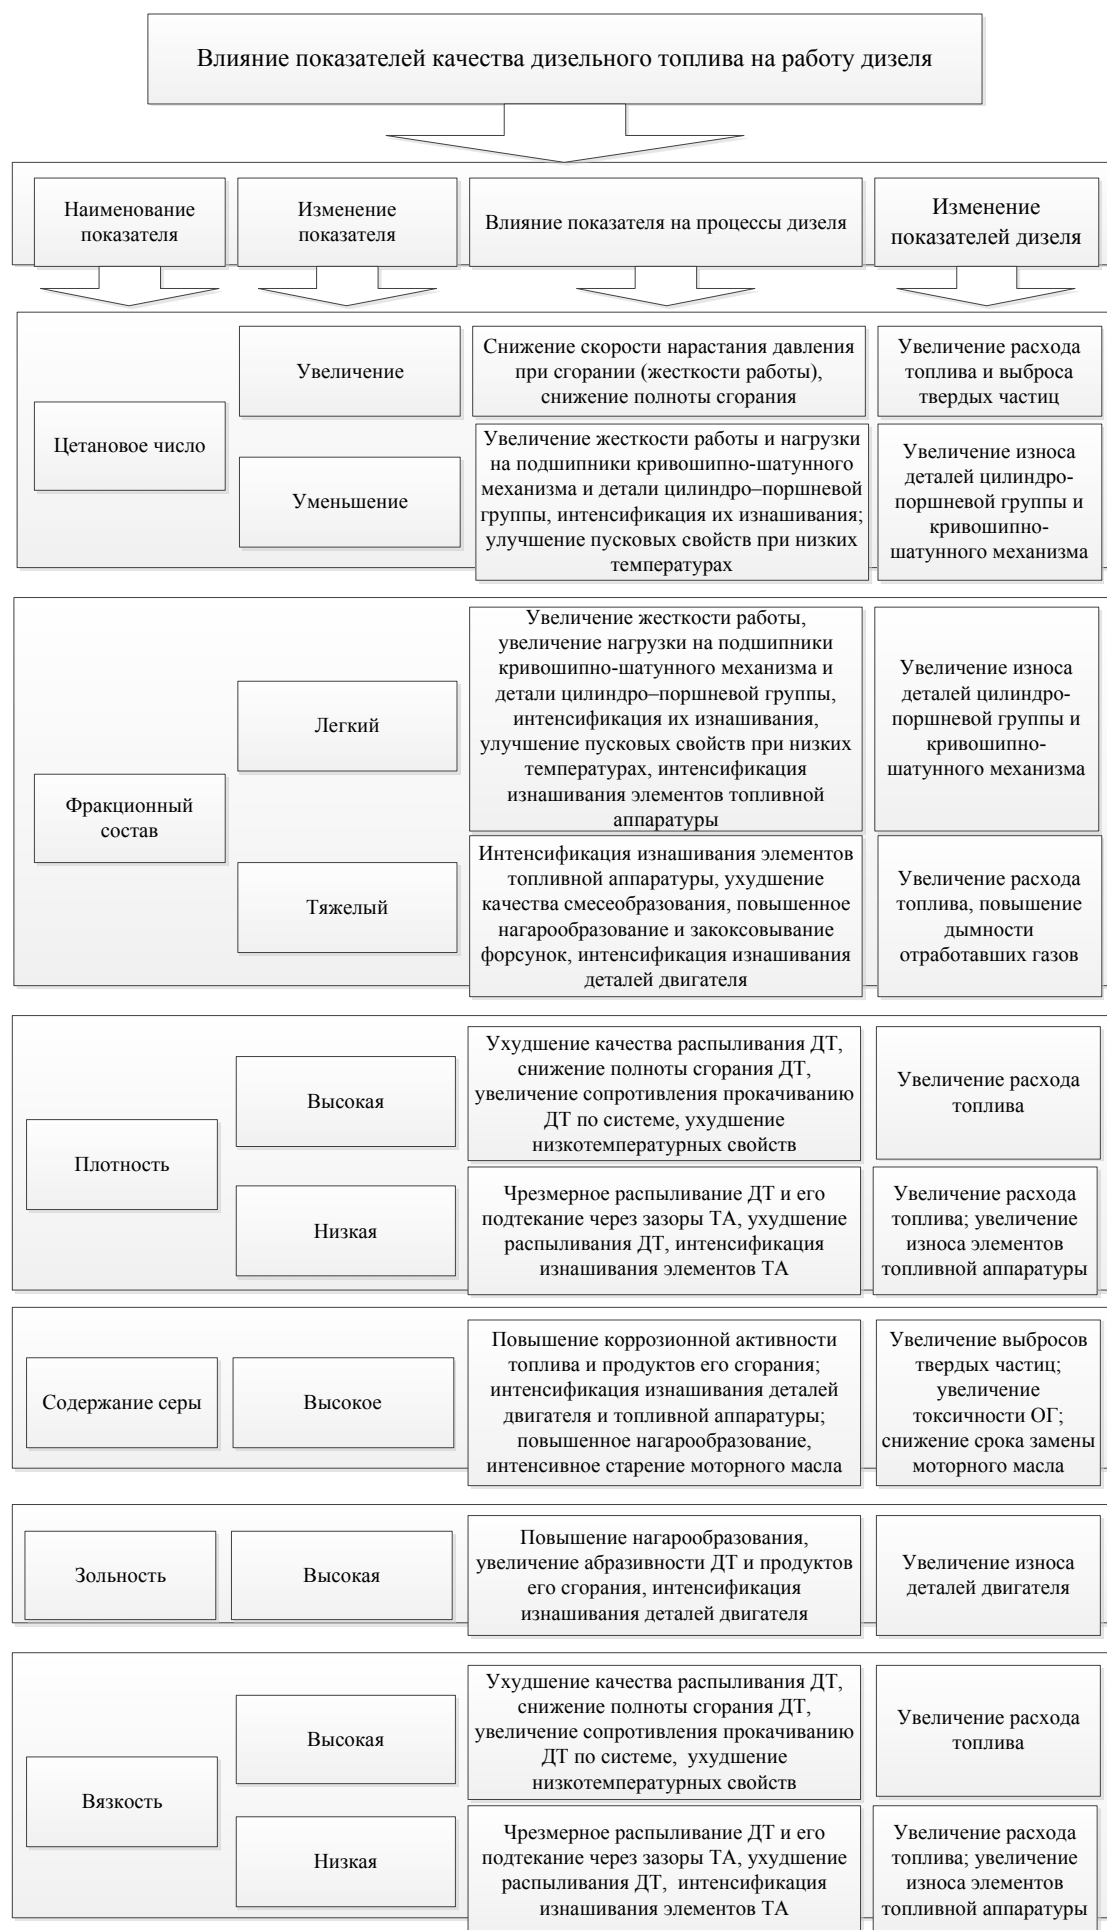 Влияние показателей качества дизельного топлива на работу дизеля
Наименование
показателя
Изменение
показателя
Влияние показателя на процессы дизеля
Изменение
показателей дизеля
Цетановое число
Увеличение
Снижение скорости нарастания давления
при сгорании (жесткости работы),
снижение полноты сгорания
Увеличение расхода
топлива и выброса
твердых частиц
Уменьшение
Увеличение жесткости работы и нагрузки
на подшипники кривошипно-шатунного
механизма и детали цилиндро–поршневой
группы, интенсификация их изнашивания;
улучшение пусковых свойств при низких
температурах
Увеличение износа
деталей цилиндро-
поршневой группы и
кривошипно-
шатунного механизма
Фракционный
состав
Легкий
Увеличение жесткости работы,
увеличение нагрузки на подшипники
кривошипно-шатунного механизма и
детали цилиндро–поршневой группы,
интенсификация их изнашивания,
улучшение пусковых свойств при низких
температурах, интенсификация
изнашивания элементов топливной
аппаратуры
Увеличение износа
деталей цилиндро-
поршневой группы и
кривошипно-
шатунного механизма
Тяжелый
Интенсификация изнашивания элементов
топливной аппаратуры, ухудшение
качества смесеобразования, повышенное
нагарообразование и закоксовывание
форсунок, интенсификация изнашивания
деталей двигателя
Увеличение расхода
топлива, повышение
дымности
отработавших газов
Плотность
Высокая
Ухудшение качества распыливания ДТ,
снижение полноты сгорания ДТ,
увеличение сопротивления прокачиванию
ДТ по системе, ухудшение
низкотемпературных свойств
Увеличение расхода
топлива
Низкая
Чрезмерное распыливание ДТ и его
подтекание через зазоры ТА, ухудшение
распыливания ДТ, интенсификация
изнашивания элементов ТА
Увеличение расхода
топлива; увеличение
износа элементов
топливной аппаратуры
Содержание серы
Высокое
Повышение коррозионной активности
топлива и продуктов его сгорания;
интенсификация изнашивания деталей
двигателя и топливной аппаратуры;
повышенное нагарообразование,
интенсивное старение моторного масла
Увеличение выбросов
твердых частиц;
увеличение
токсичности ОГ;
снижение срока замены
моторного масла
Зольность
Высокая
Повышение нагарообразования,
увеличение абразивности ДТ и продуктов
его сгорания, интенсификация
изнашивания деталей двигателя
Увеличение износа
деталей двигателя
Вязкость
Высокая
Ухудшение качества распыливания ДТ,
снижение полноты сгорания ДТ,
увеличение сопротивления прокачиванию
ДТ по системе, ухудшение
низкотемпературных свойств
Увеличение расхода
топлива
Низкая
Чрезмерное распыливание ДТ и его
подтекание через зазоры ТА, ухудшение
распыливания ДТ, интенсификация
изнашивания элементов ТА
Увеличение расхода
топлива; увеличение
износа элементов
топливной аппаратуры